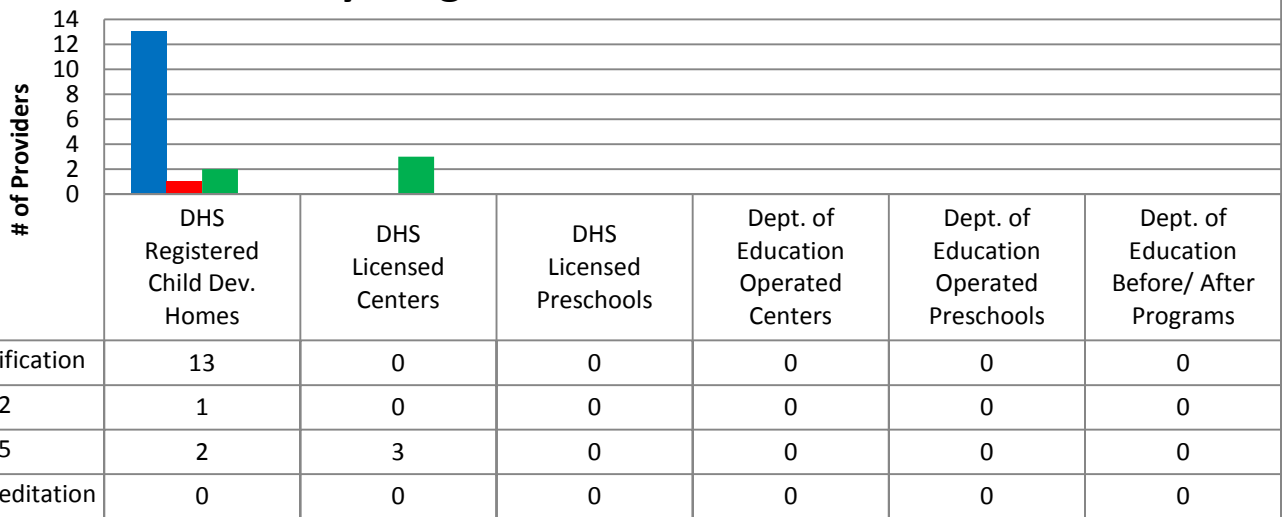 14
12
10
8
6
4
2
0
# of Providers
DHS
Registered
Child Dev.
Homes
DHS
Licensed
Centers
DHS
Licensed
Preschools
Dept. of
Education
Operated
Centers
Dept. of
Education
Operated
Preschools
Dept. of
Education
Before/ After
Programs
ification 13 0 0 0 0 0
2 1 0 0 0 0 0
5 2 3 0 0 0 0
editation 0 0 0 0 0 0